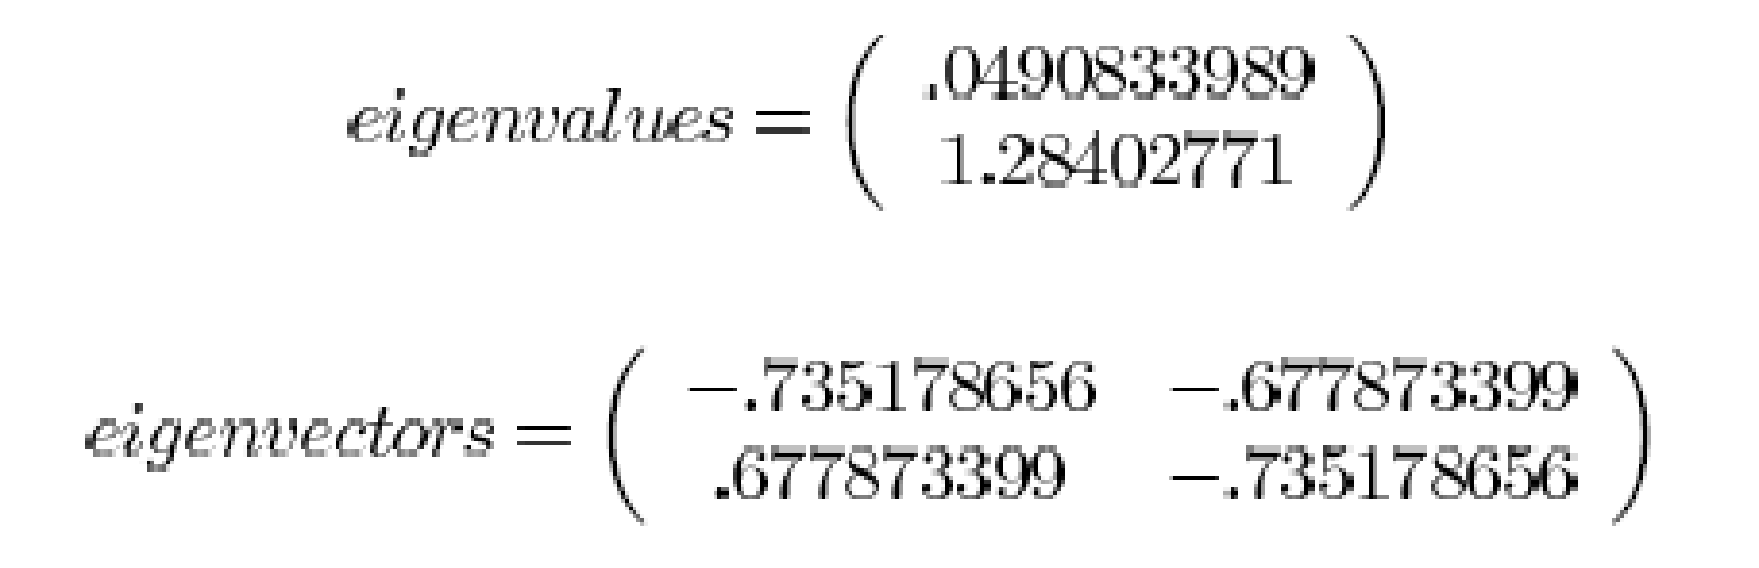 eigenvalues = ( .0490833989
1.28402771 )
eigenvectors = ( −.735178656 −.677873399
.677873399 −.735178656 )